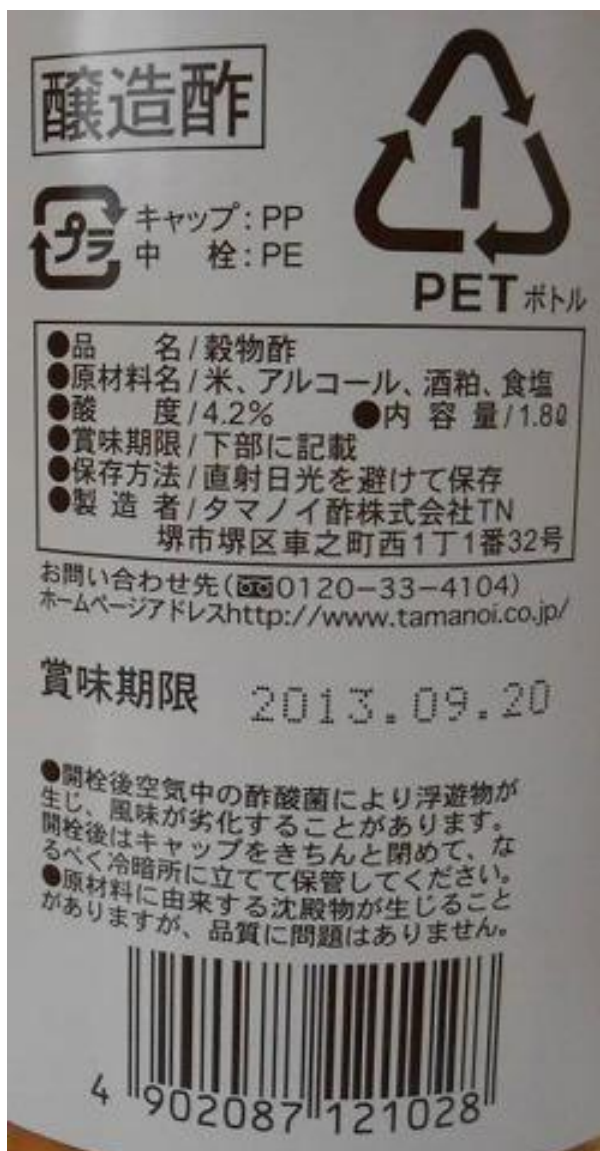 醸造酢
1
PETボトル
プラ
キャップ:PP
中　栓:PE
●品　　名/穀物酢
●原材料名/米、アルコール、酒粕、食塩
●酸　　度/4.2%　●内 容 量/1.8ℓ
●賞味期限/下部に記載
●保存方法/直射日光を避けて保存
●製 造 者/タマノイ酢株式会社TN
堺市堺区車之町西1丁1番32号
お問い合わせ先(0120-33-4104)
ホームページアドレスhttp://www.tamanoi.co.jp/
賞味期限　2013.09.20
●開栓後空気中の酢酸菌により浮遊物が
生じ、風味が劣化することがあります。
開栓後はキャップをきちんと閉めて、な
るべく冷暗所に立てて保管してください。
●原材料に由来する沈殿物が生じること
がありますが、品質に問題はありません。
4 902087 121028